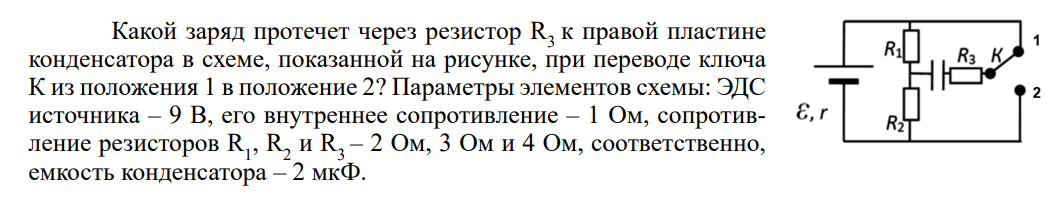 Какой заряд протечет через резистор R3 к правой пластине
конденсатора в схеме, показанной на рисунке, при переводе ключа
К из положения 1 в положение 2? Параметры элементов схемы: ЭДС
источника – 9 В, его внутреннее сопротивление – 1 Ом, сопротив-
ление резисторов R1, R2 и R3 – 2 Ом, 3 Ом и 4 Ом, соответственно,
емкость конденсатора – 2 мкФ.
1
R1
R3
K
2
ℰ, r
R2